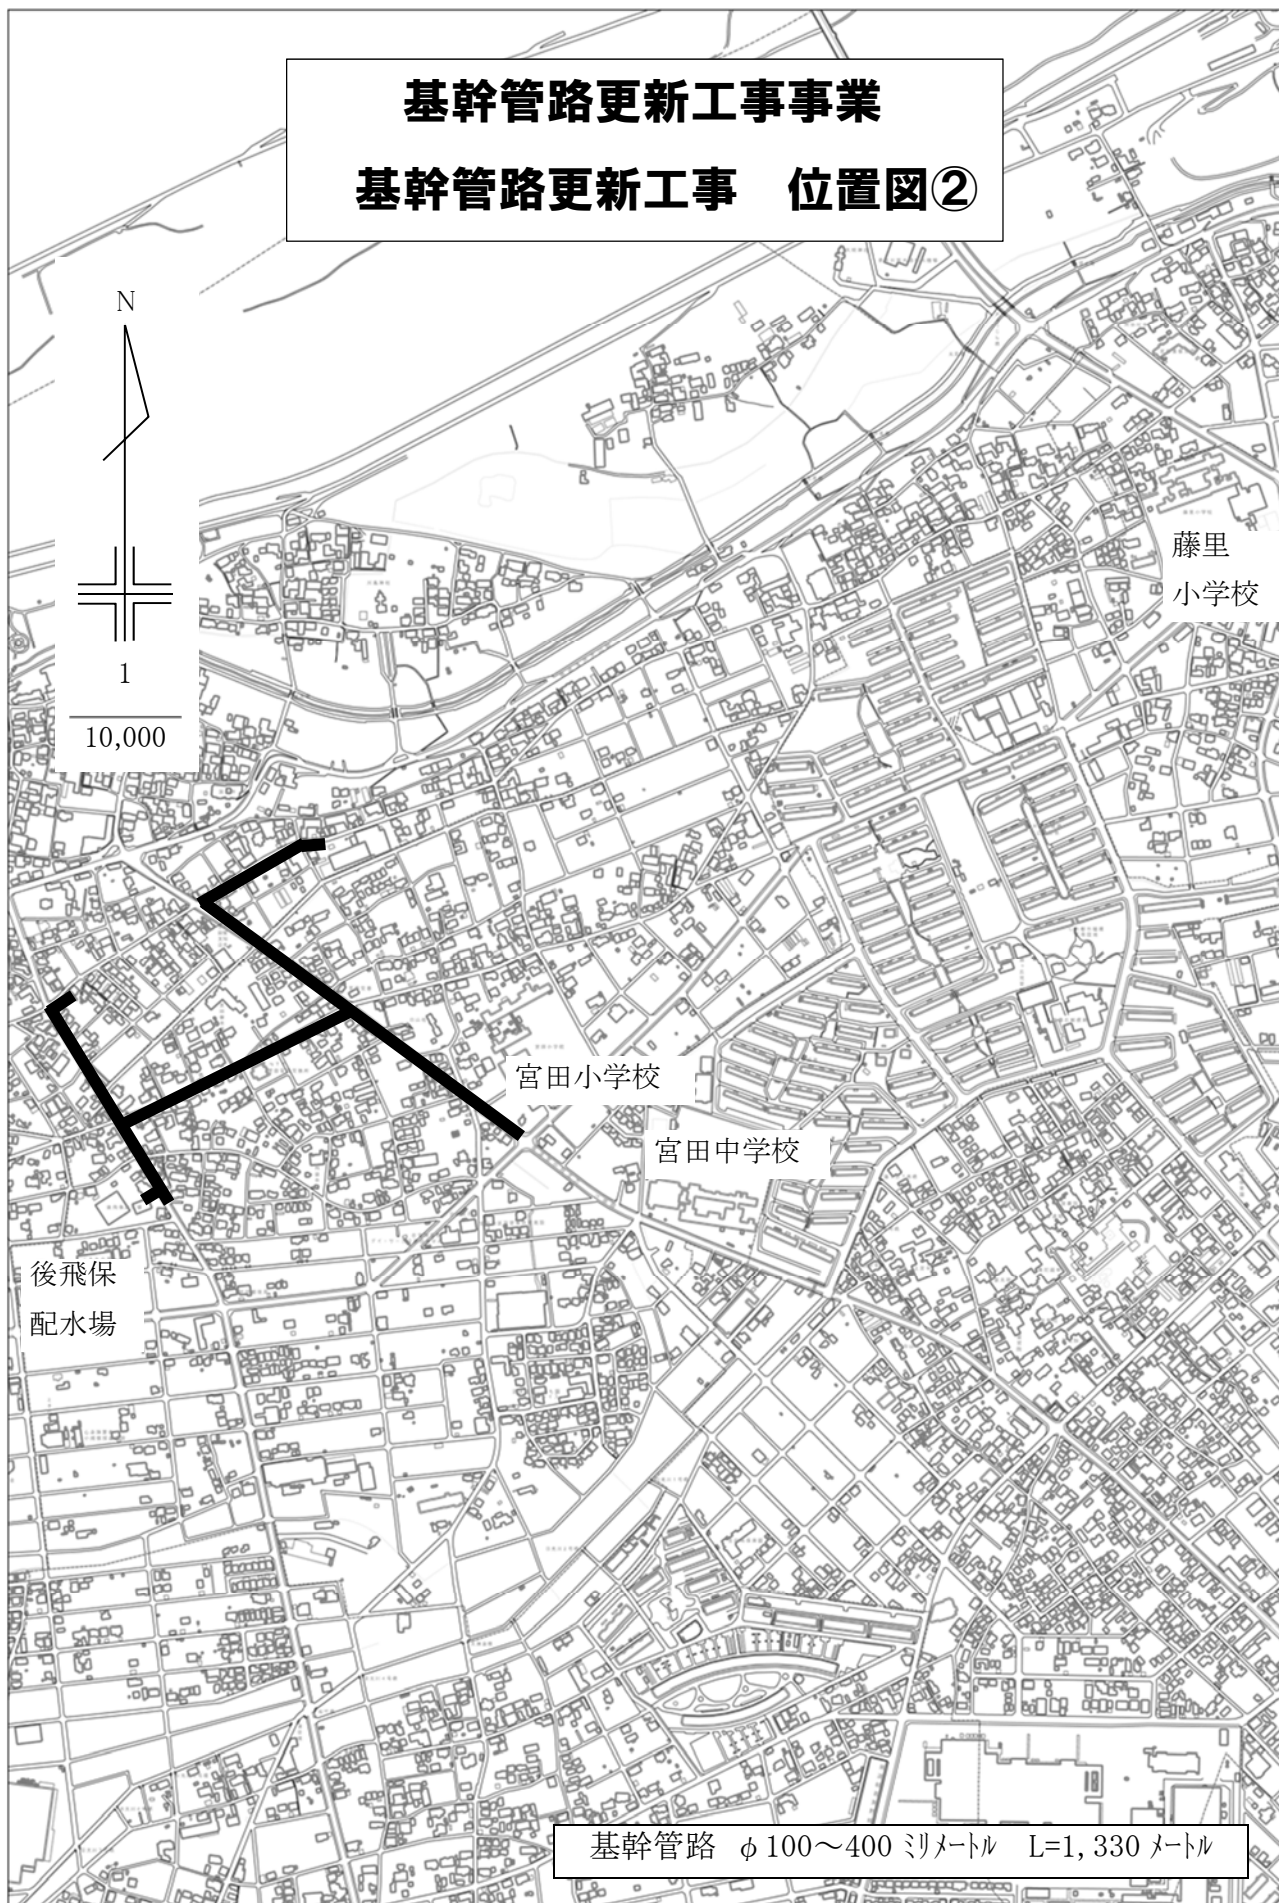 基幹管路更新工事事業
基幹管路更新工事　位置図②
N
1
10,000
藤里
小学校
宮田小学校
宮田中学校
後飛保
配水場
基幹管路 φ100～400 ﾐﾘﾒｰﾄﾙ L=1,330 ﾒｰﾄﾙ